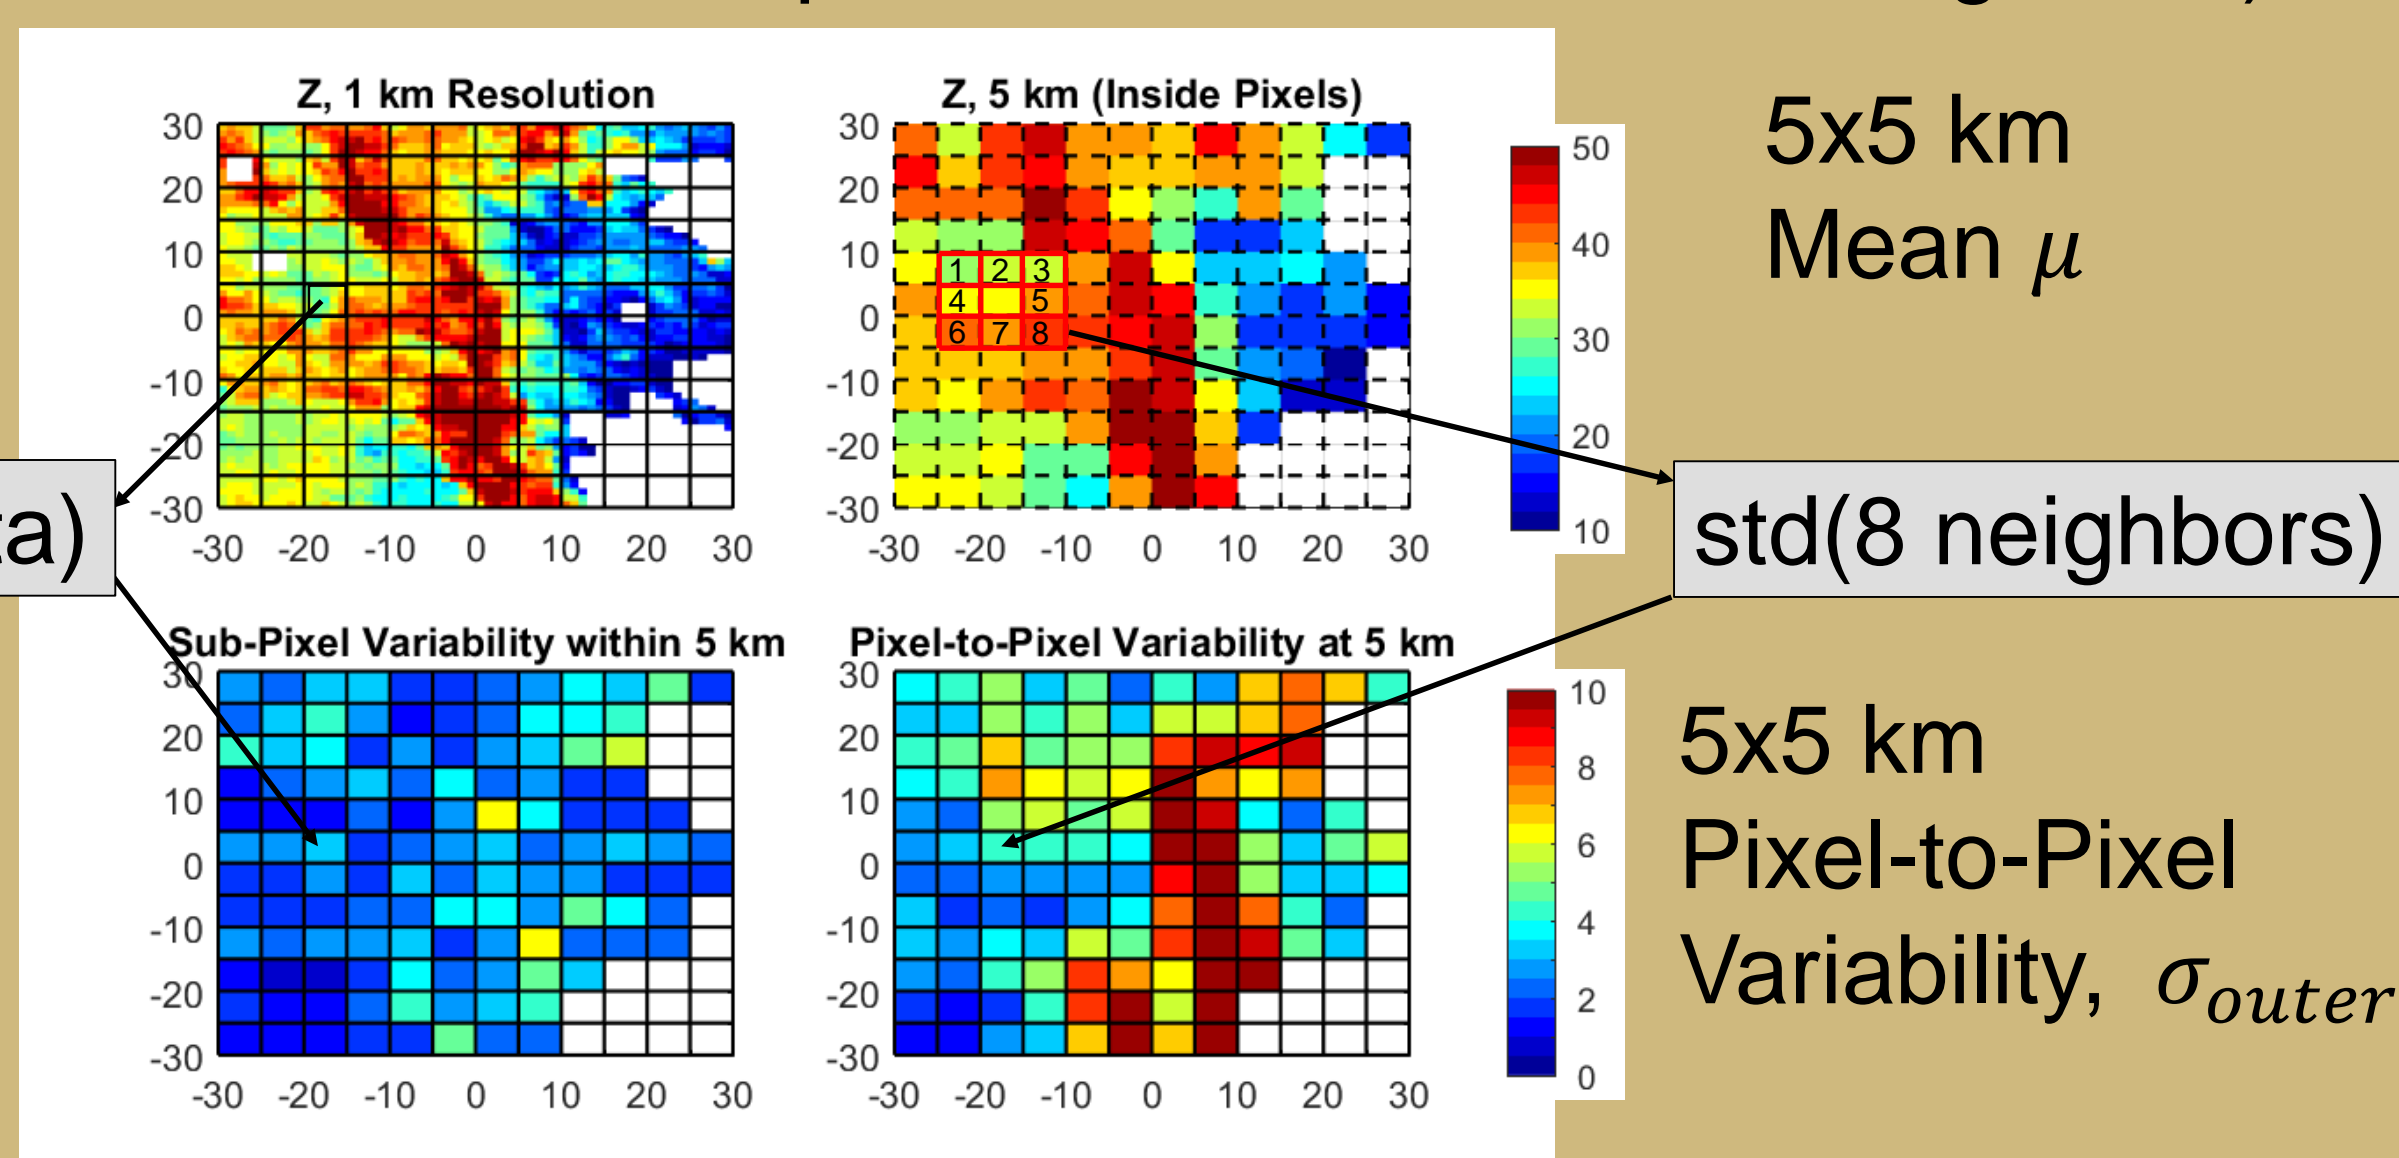 Z, 1 km Resolution
30
20
10
0
-10
-20
-30
-30 -20 -10 0 10 20 30
Z, 5 km (Inside Pixels)
30
20
10
0
-10
-20
-30
1 2 3
4 5
6 7 8
-30 -20 -10 0 10 20 30
50
40
30
20
10
5x5 km
Mean μ
ta)
std(8 neighbors)
Sub-Pixel Variability within 5 km
30
20
10
0
-10
-20
-30
-30 -20 -10 0 10 20 30
Pixel-to-Pixel Variability at 5 km
30
20
10
0
-10
-20
-30
-30 -20 -10 0 10 20 30
10
8
6
4
2
0
5x5 km
Pixel-to-Pixel
Variability, σouter